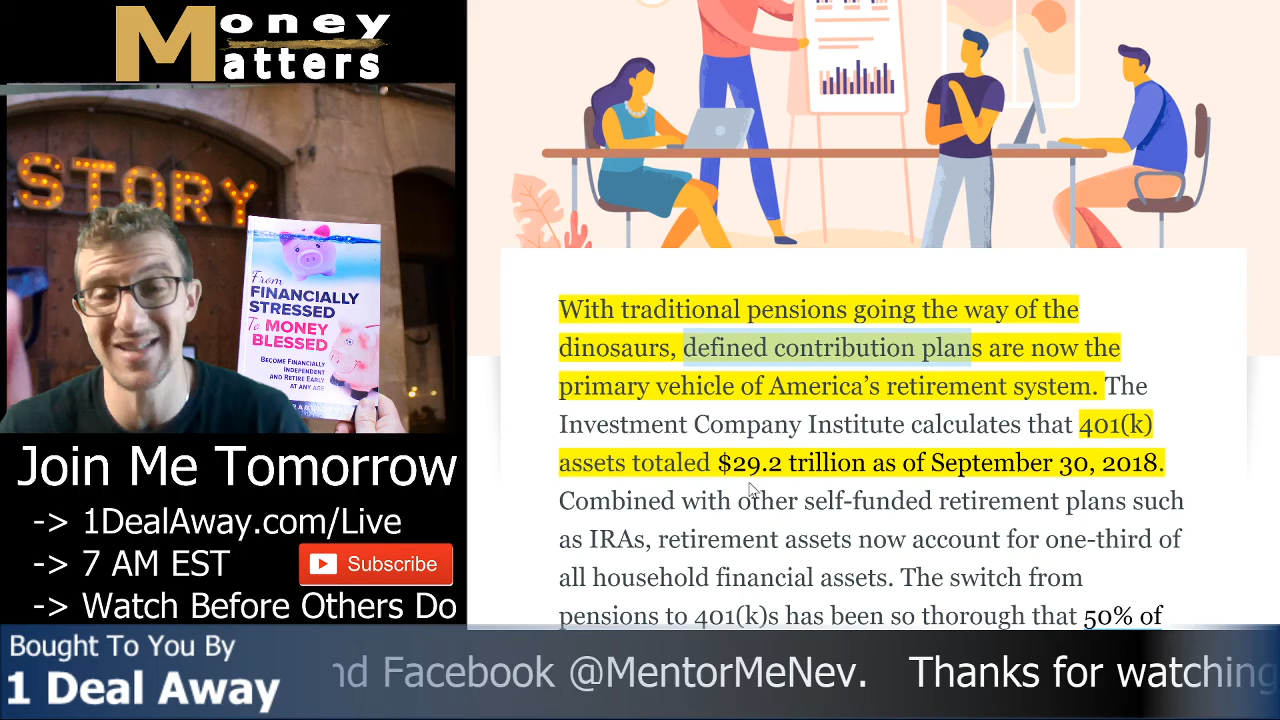 Money
Matters
STORY
From
FINANCIALLY
STRESSED
To MONEY
BLESSED
BECOME FINANCIALLY
INDEPENDENT
AND RETIRE EARLY
AT ANY AGE
Join Me Tomorrow
-> 1DealAway.com/Live
-> 7 AM EST
Subscribe
-> Watch Before Others Do
With traditional pensions going the way of the
dinosaurs, defined contribution plans are now the
primary vehicle of America's retirement system. The
Investment Company Institute calculates that 401(k)
assets totaled $29.2 trillion as of September 30, 2018.
Combined with other self-funded retirement plans such
as IRAs, retirement assets now account for one-third of
all household financial assets. The switch from
pensions to 401(k)s has been so thorough that 50% of
Bought To You By
1 Deal Away
nd Facebook @MentorMeNev. Thanks for watching